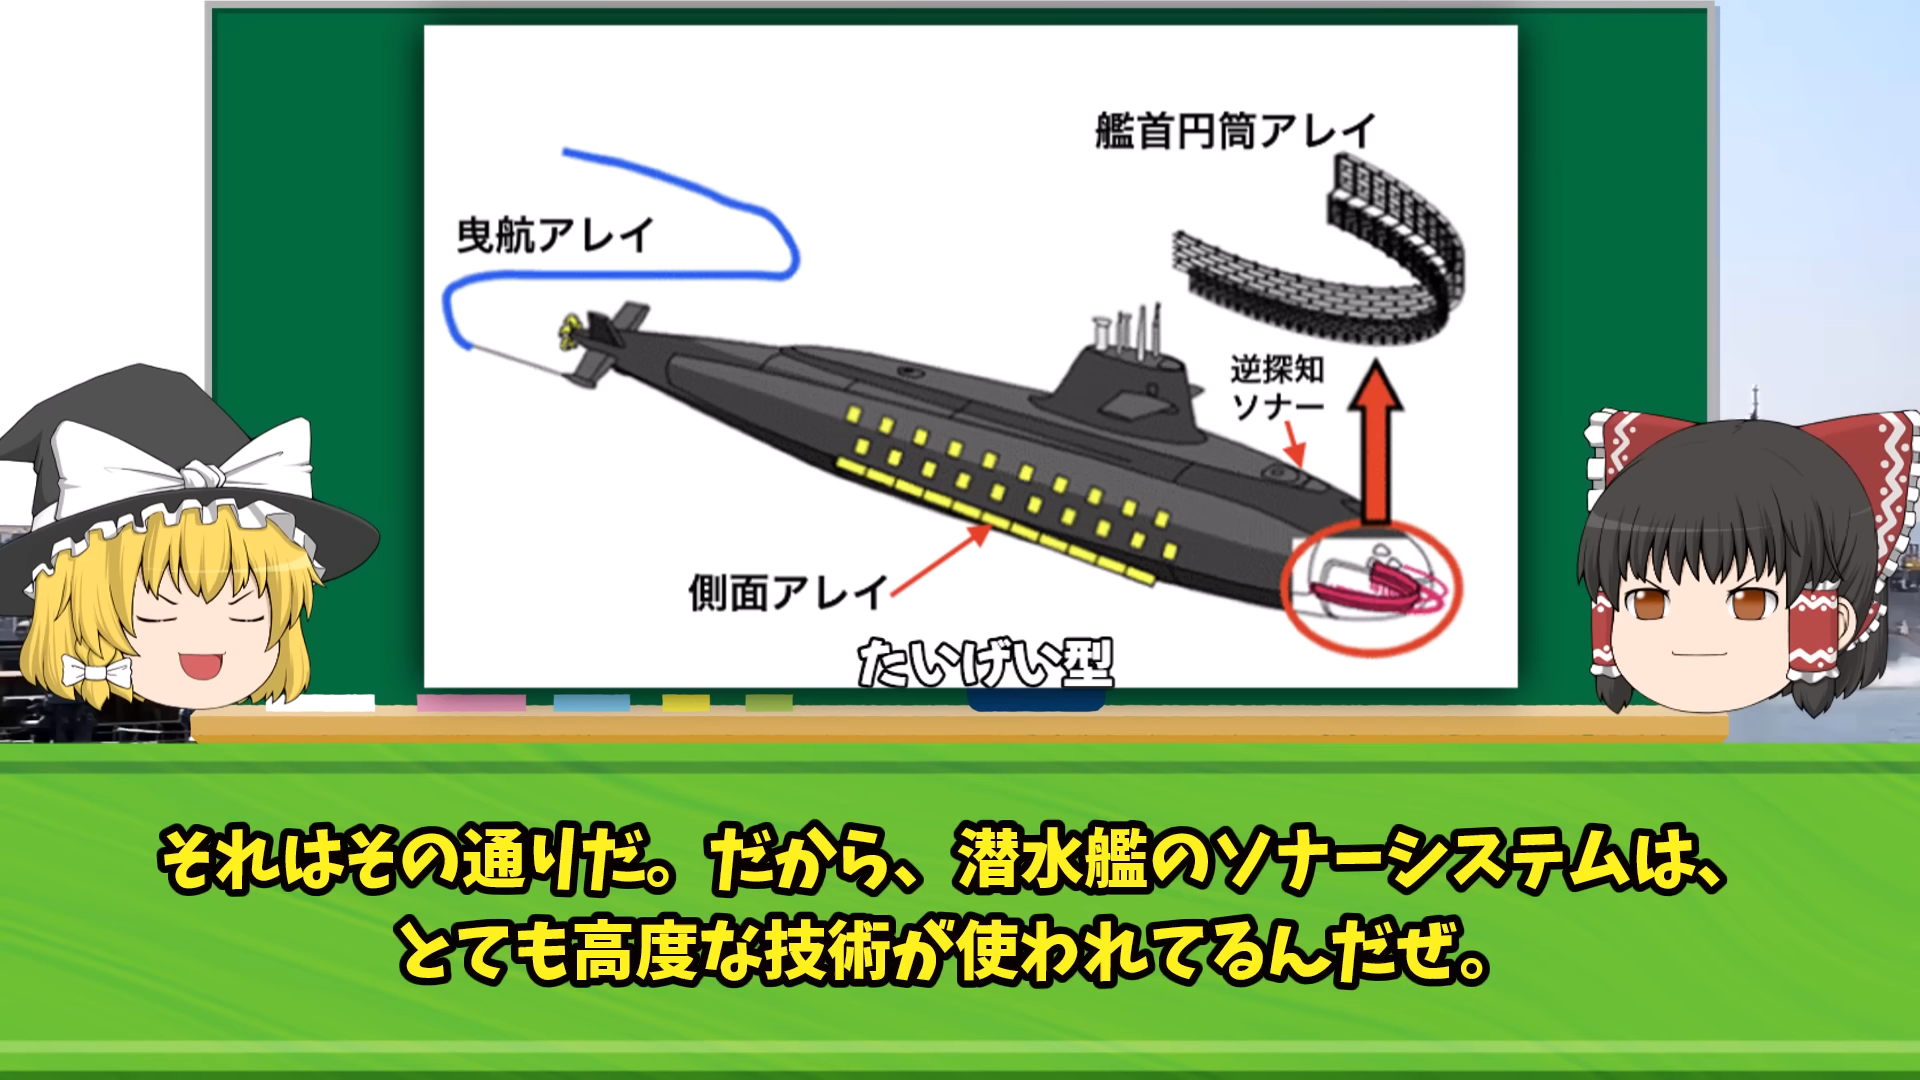 艦首円筒アレイ
曳航アレイ
逆探知
ソナー
側面アレイ
たいげい型
それはその通りだ。だから、潜水艦のソナーシステムは、
とても高度な技術が使われてるんだぜ。